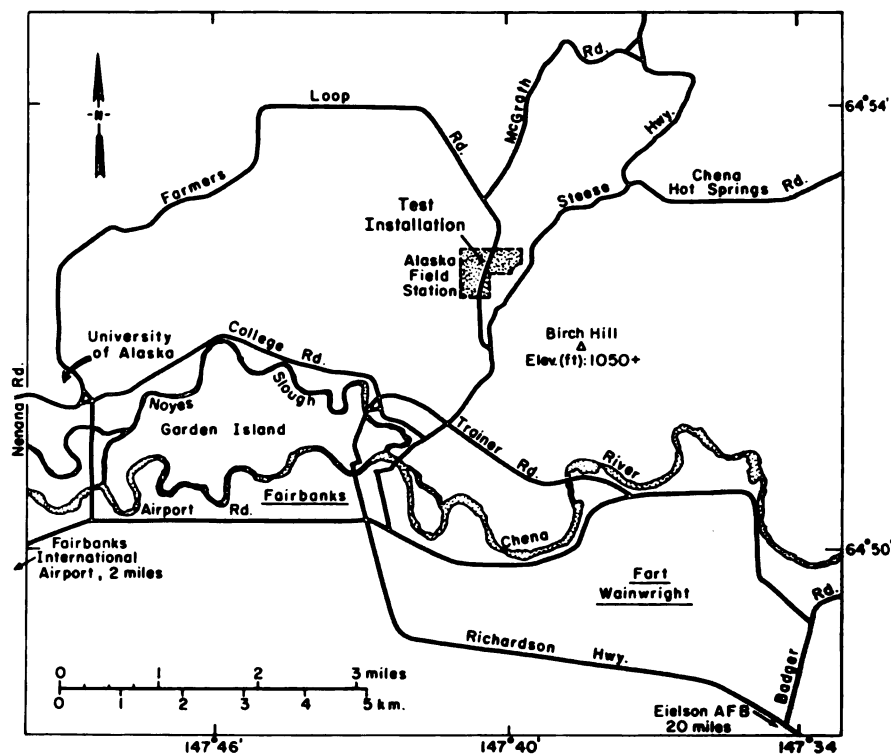 Loop
Rd.
McGrath
Rd.
Hwy.
64°54'
-N-
Farmers
Steese
Chena
Hot Springs Rd.
Test
Installation
Alaska
Field
Station
University
of Alaska
College
Rd.
Birch Hill
Elev.(ft):1050+
Nenana Rd.
Noyes
Slough
Garden Island
Trainer
Rd.
River
Airport Rd.
Fairbanks
Chena
64°50'
Fairbanks
International
Airport, 2 miles
Fart
Wainwright
Rd.
Richardson
Hwy.
Badger
0 1 2 3 miles
0 1 2 3 4 5 km.
Eielson AFB
20 miles
147°46'
147°40'
147°34